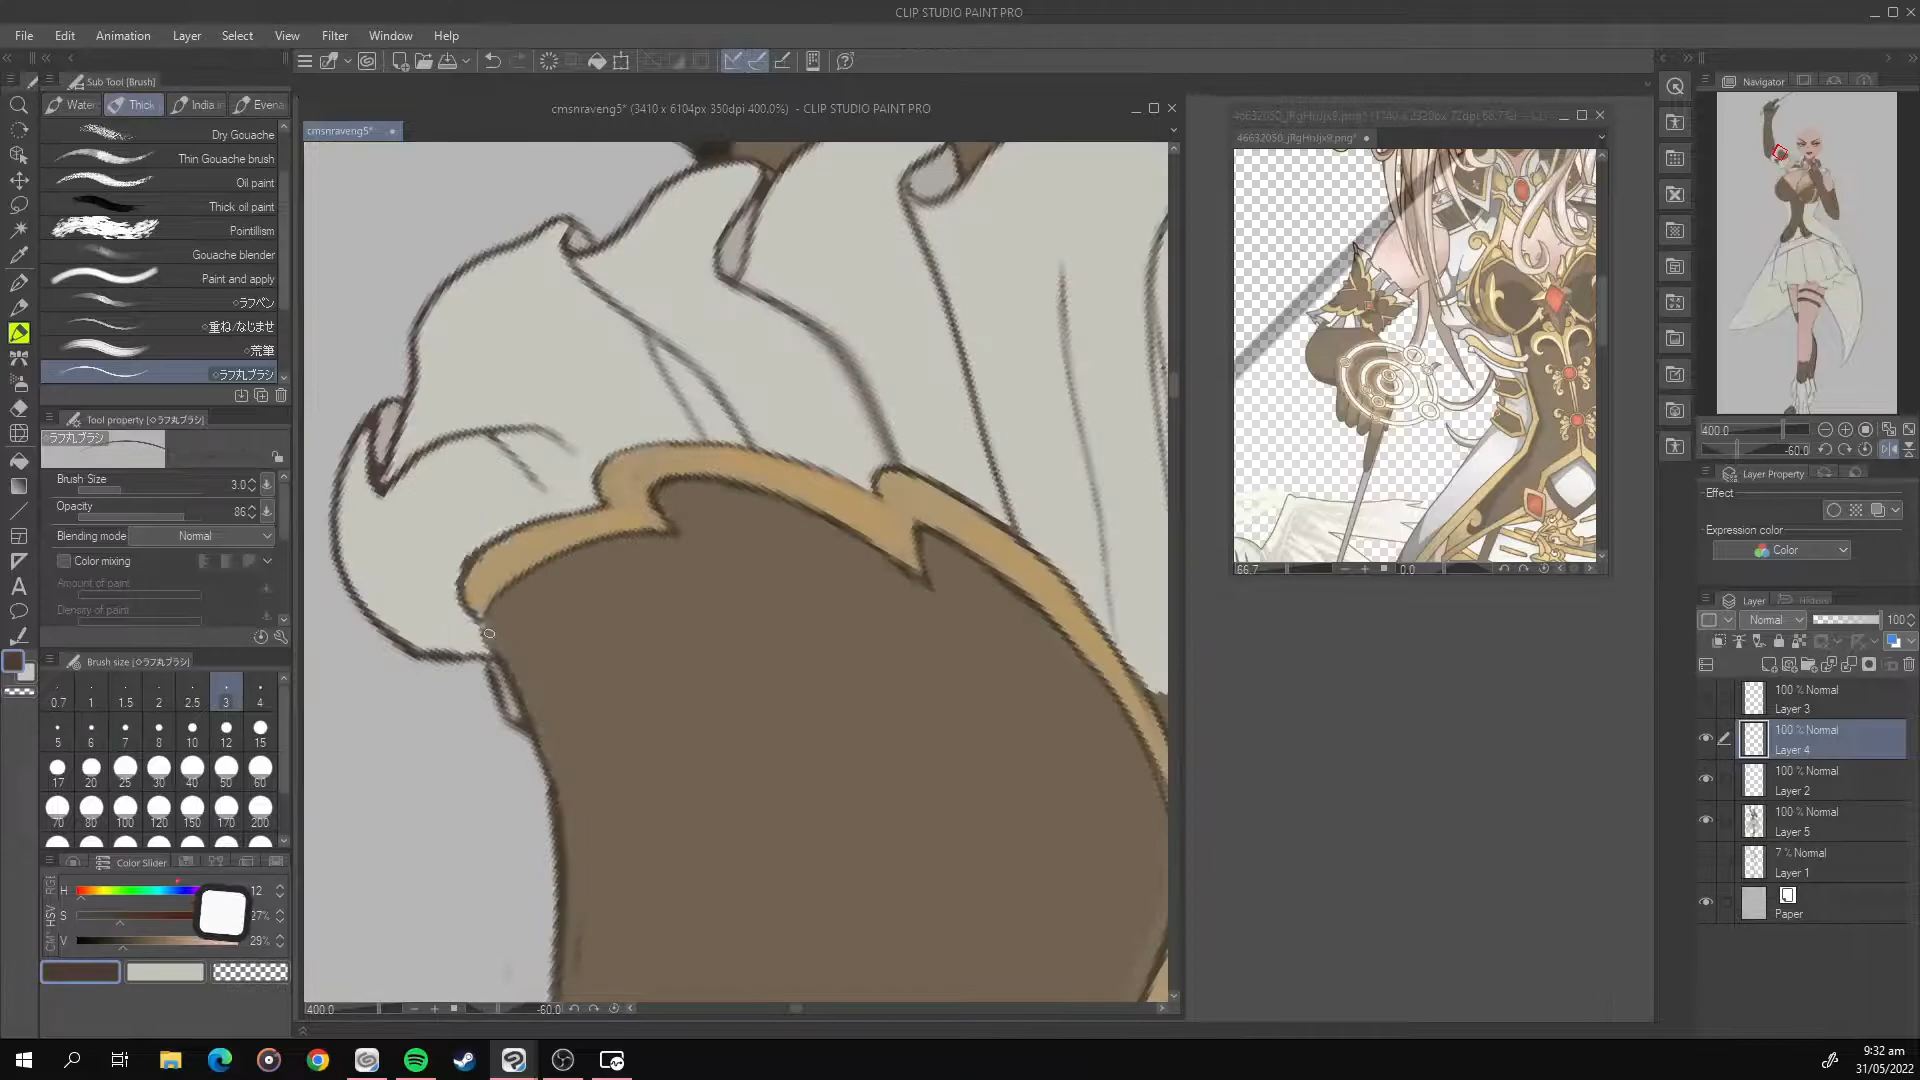 CLIP STUDIO PAINT PRO
File Edit Animation Layer Select View Filter Window Help
Sub Tool [Brush]
Water Thick India in Evena
Dry Gouache
Thin Gouache brush
Oil paint
Thick oil paint
Pointillism
Gouache blender
Paint and apply
◇ラフペン
◇重ね/なじませ
◇荒筆
◇ラフ丸ブラシ
Tool property [◇ラフ丸ブラシ]
◇ラフ丸ブラシ
Brush Size 3.0
Opacity 86
Blending mode Normal
Color mixing
Amount of paint
Density of paint
Brush size [◇ラフ丸ブラシ]
0.7 1 1.5 2 2.5 3 4
5 6 7 8 10 12 15
17 20 25 30 40 50 60
70 80 100 120 150 170 200
Color Slider
RGB HSV
H 12
S 27%
V 29%
cmsnraveng5* (3410 x 6104px 350dpi 400.0%) - CLIP STUDIO PAINT PRO
cmsnraveng5*
400.0 -60.0
46632050_jRgHbJjx9.png*
66.7 0.0
Navigator
400.0
-60.0
Layer Property
Effect
Expression color
Color
Layer
Normal 100
100 % Normal
Layer 3
100 % Normal
Layer 4
100 % Normal
Layer 2
100 % Normal
Layer 5
7 % Normal
Layer 1
Paper
9:32 am
31/05/2022